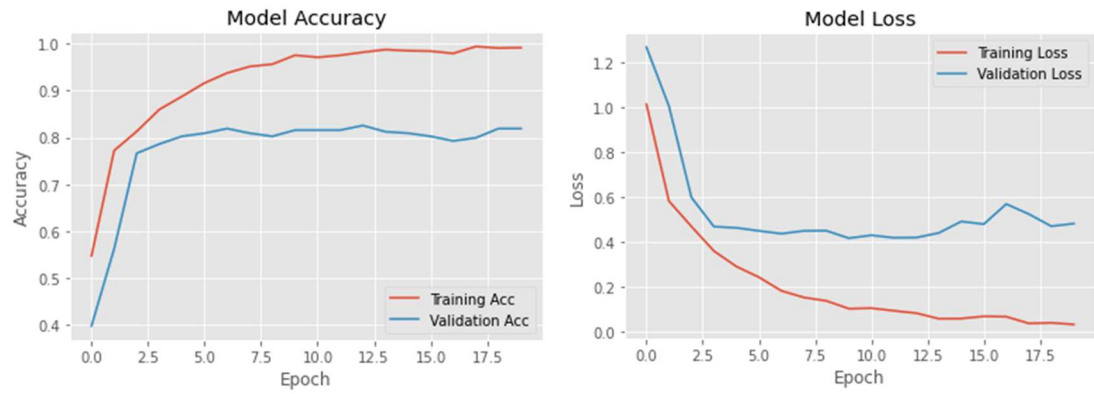 Model Accuracy
1.0
0.9
0.8
0.7
0.6
0.5
0.4
Accuracy
Training Acc
Validation Acc
0.0 2.5 5.0 7.5 10.0 12.5 15.0 17.5
Epoch
Model Loss
Training Loss
Validation Loss
1.2
1.0
0.8
0.6
0.4
0.2
0.0
Loss
0.0 2.5 5.0 7.5 10.0 12.5 15.0 17.5
Epoch